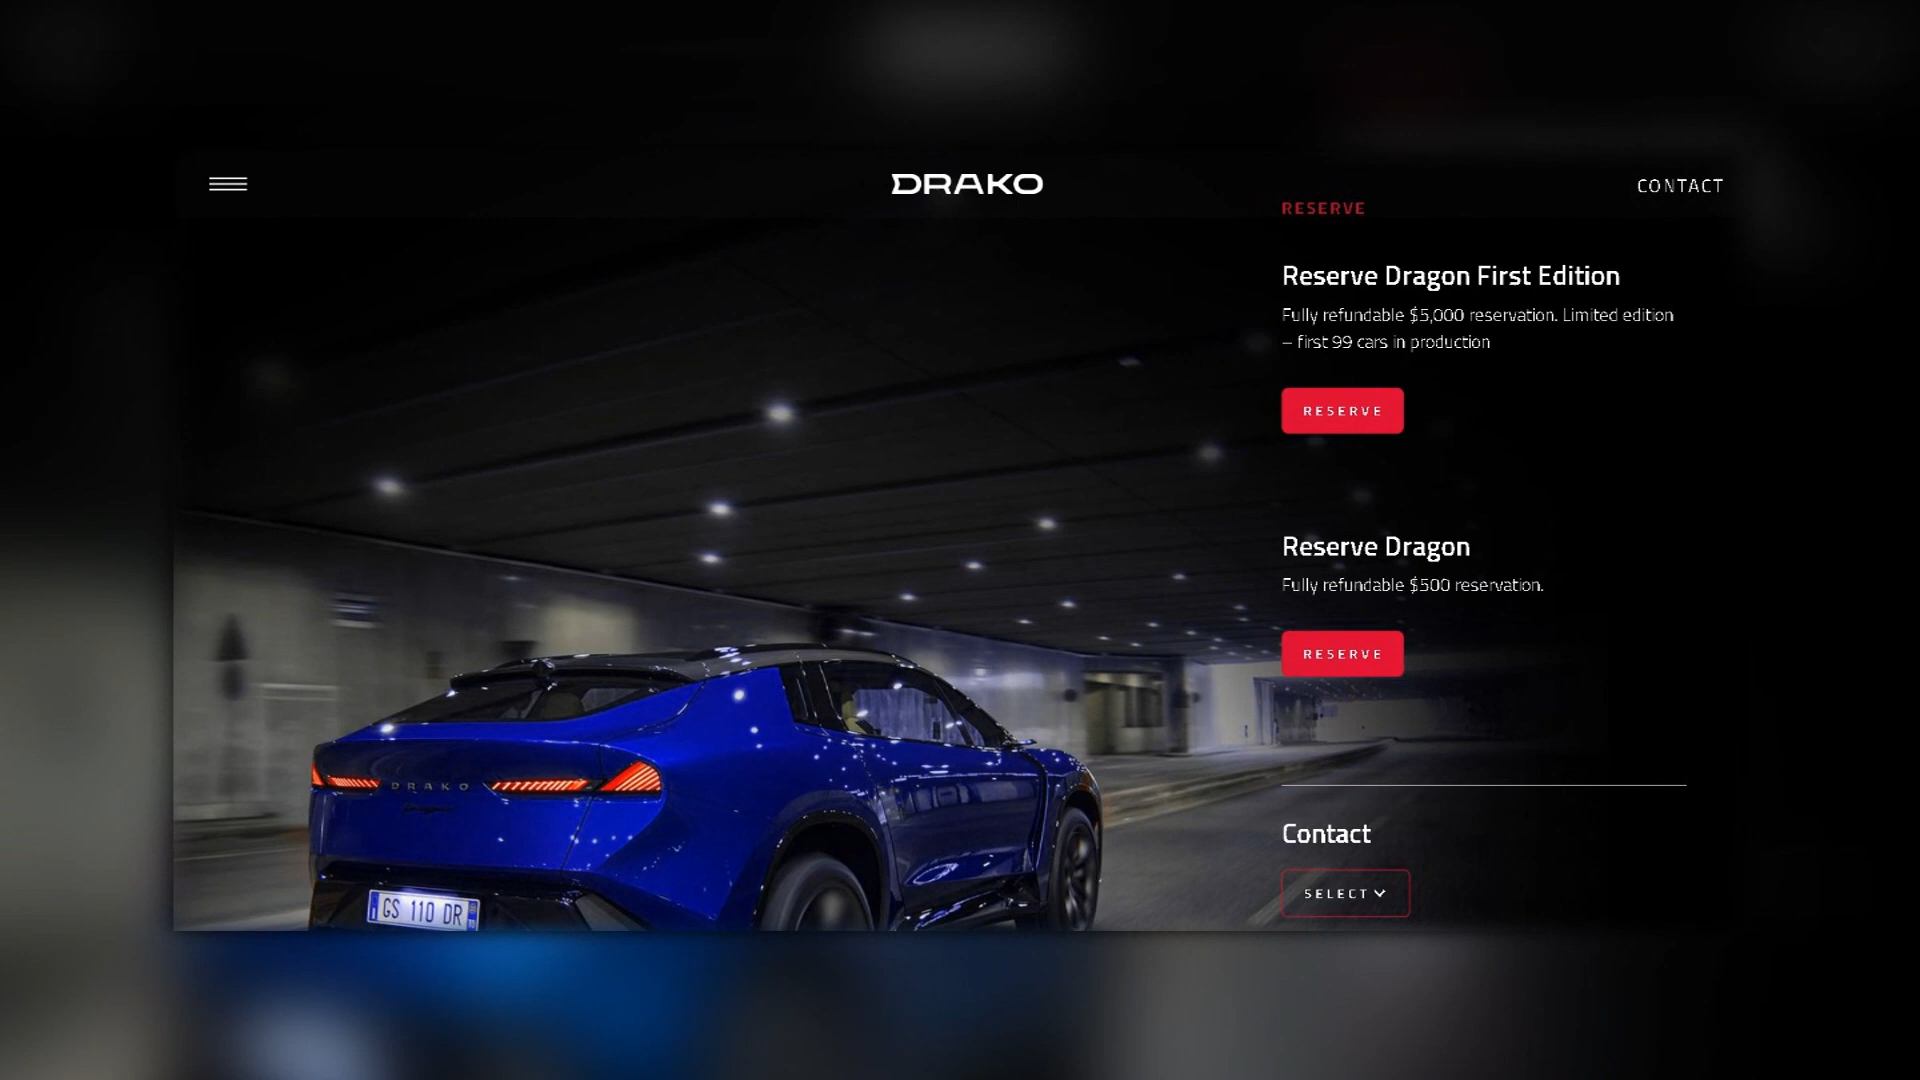 DRAKO
CONTACT
RESERVE
Reserve Dragon First Edition
Fully refundable $5,000 reservation. Limited edition
– first 99 cars in production
RESERVE
Reserve Dragon
Fully refundable $500 reservation.
RESERVE
DRAKO
Dragon
GS 110 DR
Contact
SELECT